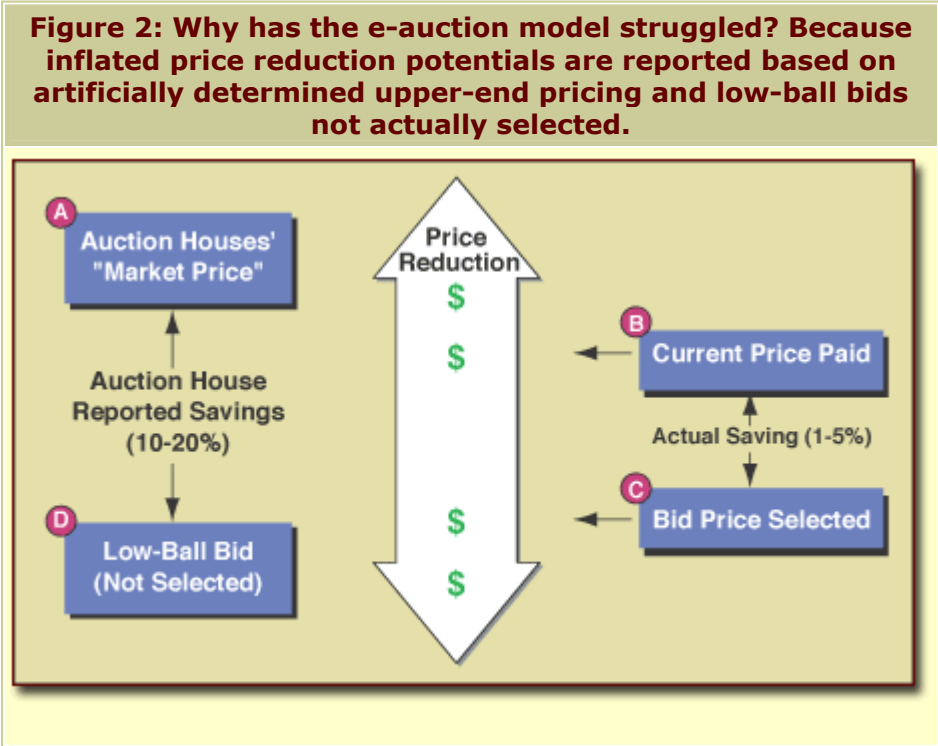 Figure 2: Why has the e-auction model struggled? Because
inflated price reduction potentials are reported based on
artificially determined upper-end pricing and low-ball bids
not actually selected.
A
Auction Houses'
"Market Price"
Auction House
Reported Savings
(10-20%)
D
Low-Ball Bid
(Not Selected)
Price
Reduction
$
$
$
$
B
Current Price Paid
Actual Saving (1-5%)
C
Bid Price Selected